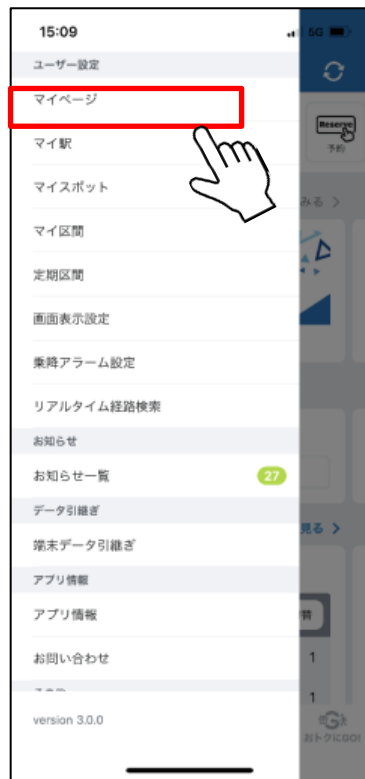 15:09
5G
ユーザー設定
マイページ
Reserve
予約
マイ駅
マイスポット
みる >
マイ区間
定期区間
画面表示設定
乗降アラーム設定
リアルタイム経路検索
お知らせ
お知らせ一覧
27
データ引継ぎ
見る >
端末データ引継ぎ
アプリ情報
アプリ情報
替
お問い合わせ
1
1
version 3.0.0
おトクにGO!